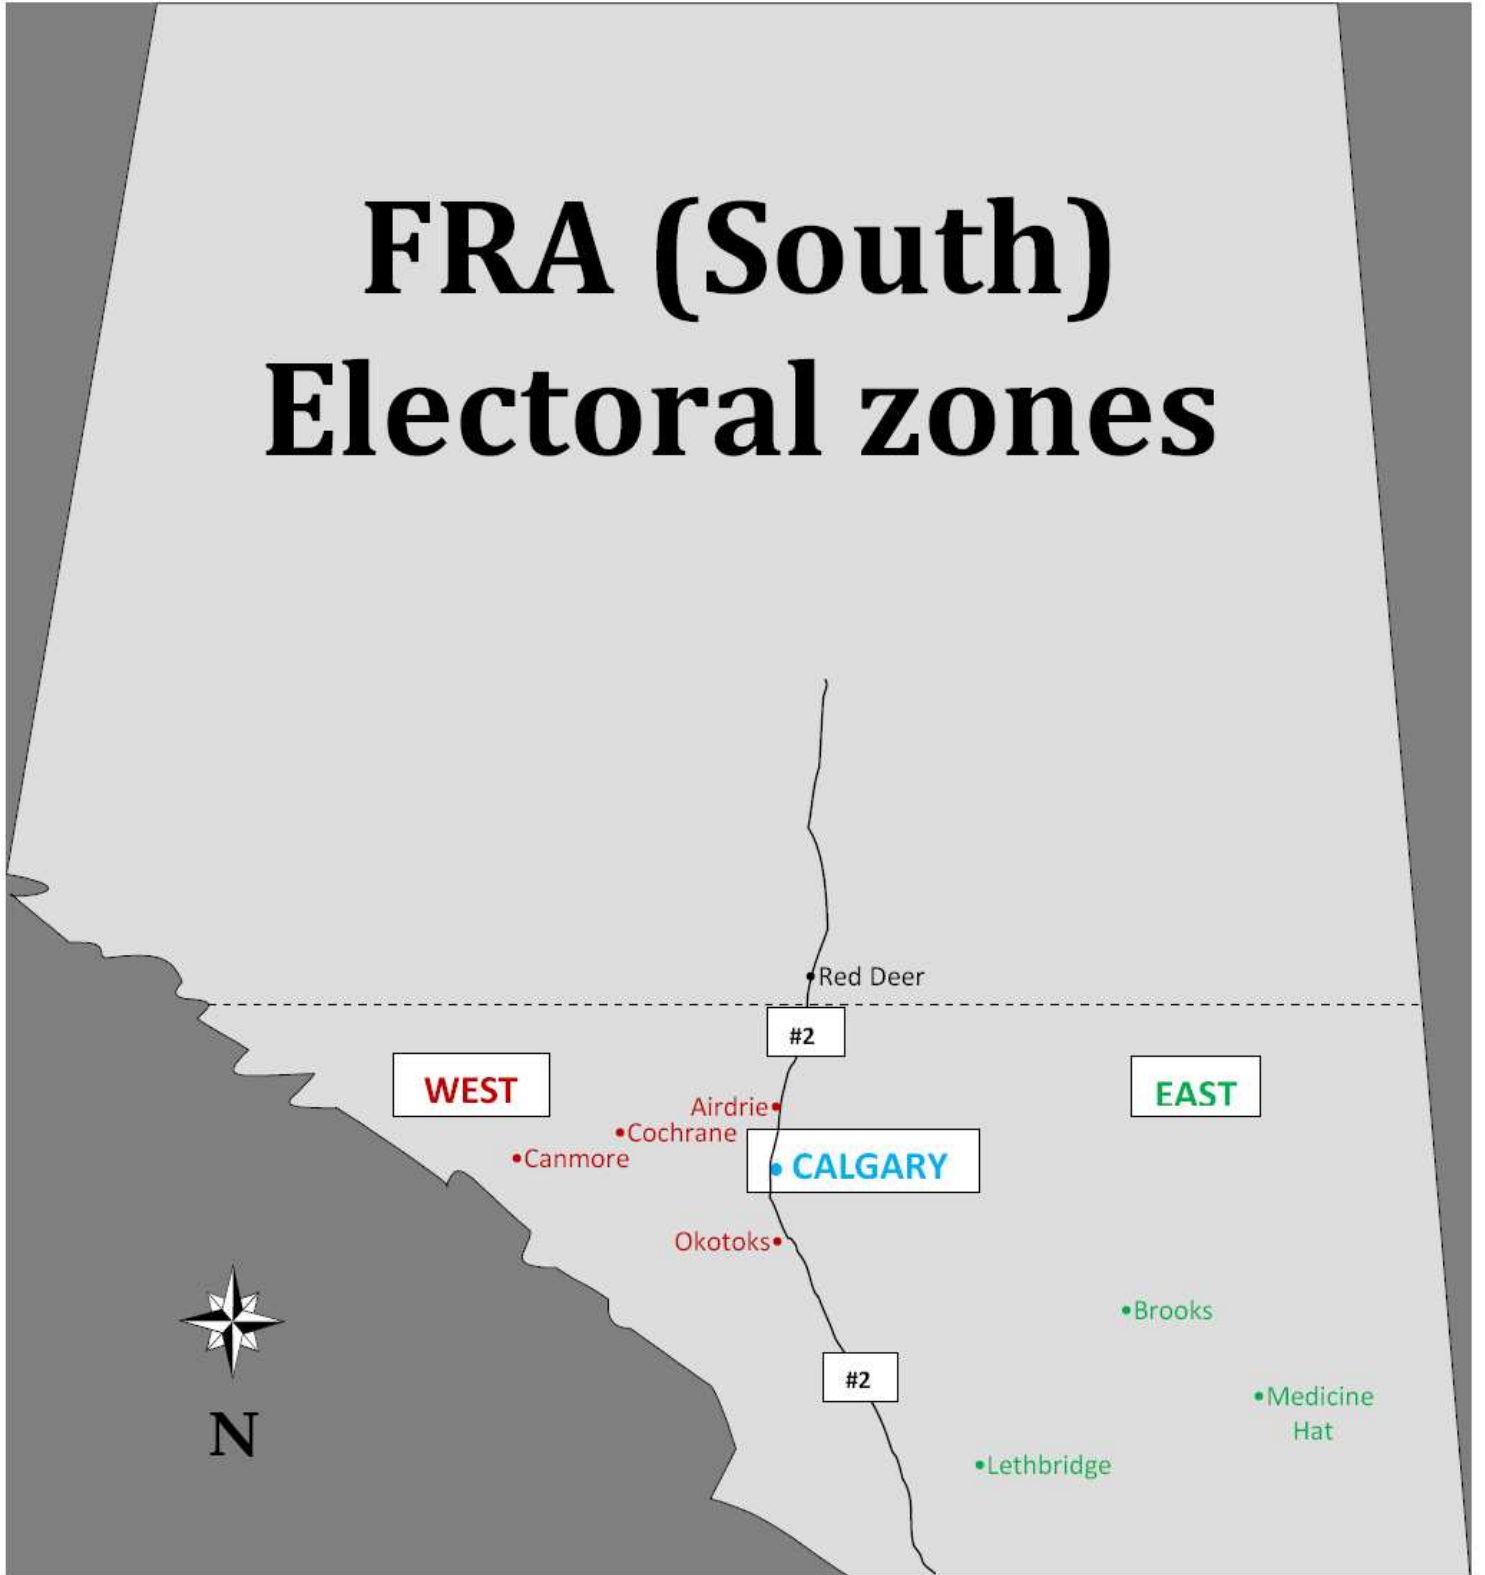 FRA (South)
Electoral zones
Red Deer
#2
WEST
EAST
Airdrie
Cochrane
Canmore
CALGARY
Okotoks
Brooks
#2
Medicine
Hat
Lethbridge
N